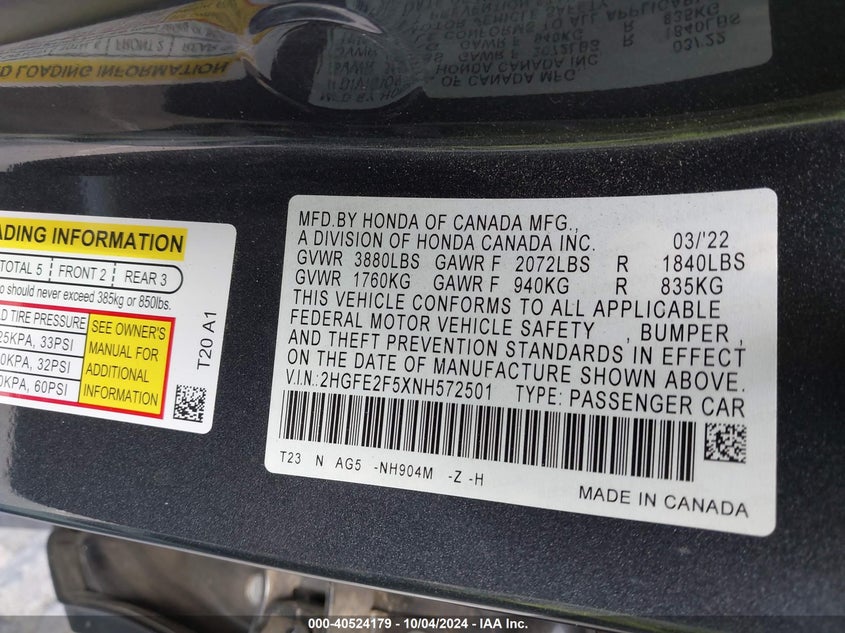 D LOADING INFORMATION
ADING INFORMATION
TOTAL 5 FRONT 2 REAR 3
o should never exceed 385kg or 850lbs.
D TIRE PRESSURE
25KPA, 33PSI
0KPA, 32PSI
0KPA, 60PSI
SEE OWNER'S
MANUAL FOR
ADDITIONAL
INFORMATION
T20 A1
MFD.BY HONDA OF CANADA MFG.,
A DIVISION OF HONDA CANADA INC. 03/'22
GVWR 3880LBS GAWR F 2072LBS R 1840LBS
GVWR 1760KG GAWR F 940KG R 835KG
THIS VEHICLE CONFORMS TO ALL APPLICABLE
FEDERAL MOTOR VEHICLE SAFETY , BUMPER ,
AND THEFT PREVENTION STANDARDS IN EFFECT
ON THE DATE OF MANUFACTURE SHOWN ABOVE.
V.I.N.:2HGFE2F5XNH572501 TYPE: PASSENGER CAR
T23 N AG5 -NH904M -Z -H
MADE IN CANADA
000-40524179 - 10/04/2024 - IAA Inc.